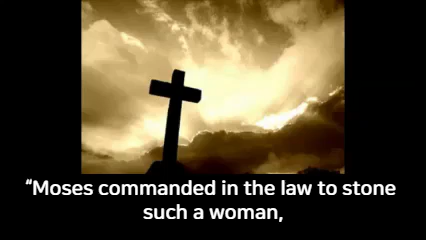 “Moses commanded in the law to stone
such a woman,